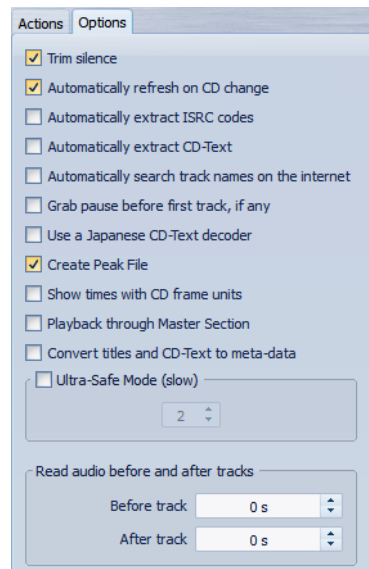 Actions Options
Trim silence
Automatically refresh on CD change
Automatically extract ISRC codes
Automatically extract CD-Text
Automatically search track names on the internet
Grab pause before first track, if any
Use a Japanese CD-Text decoder
Create Peak File
Show times with CD frame units
Playback through Master Section
Convert titles and CD-Text to meta-data
Ultra-Safe Mode (slow)
2
Read audio before and after tracks
Before track 0 s
After track 0 s